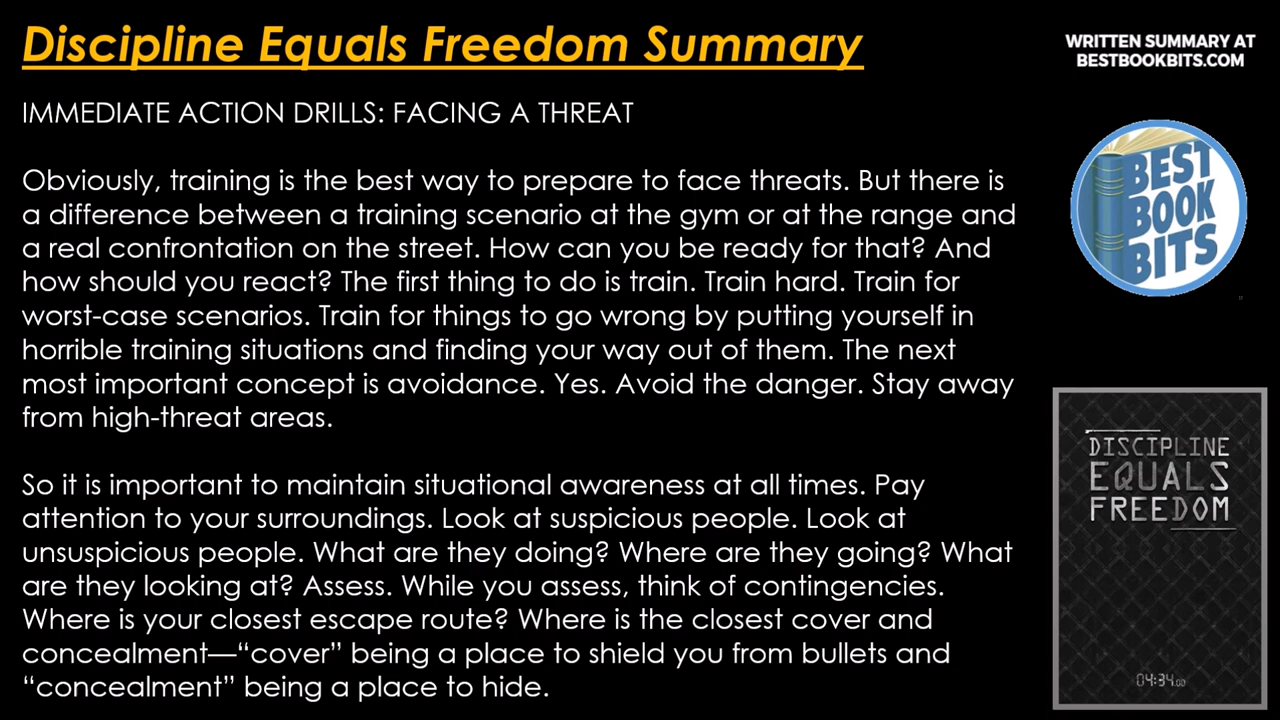 Discipline Equals Freedom Summary
WRITTEN SUMMARY AT
BESTBOOKBITS.COM
IMMEDIATE ACTION DRILLS: FACING A THREAT
Obviously, training is the best way to prepare to face threats. But there is
a difference between a training scenario at the gym or at the range and
a real confrontation on the street. How can you be ready for that? And
how should you react? The first thing to do is train. Train hard. Train for
worst-case scenarios. Train for things to go wrong by putting yourself in
horrible training situations and finding your way out of them. The next
most important concept is avoidance. Yes. Avoid the danger. Stay away
from high-threat areas.
So it is important to maintain situational awareness at all times. Pay
attention to your surroundings. Look at suspicious people. Look at
unsuspicious people. What are they doing? Where are they going? What
are they looking at? Assess. While you assess, think of contingencies.
Where is your closest escape route? Where is the closest cover and
concealment—“cover” being a place to shield you from bullets and
“concealment” being a place to hide.
BEST
BOOK
BITS
DISCIPLINE
EQUALS
FREEDOM
04:34.00